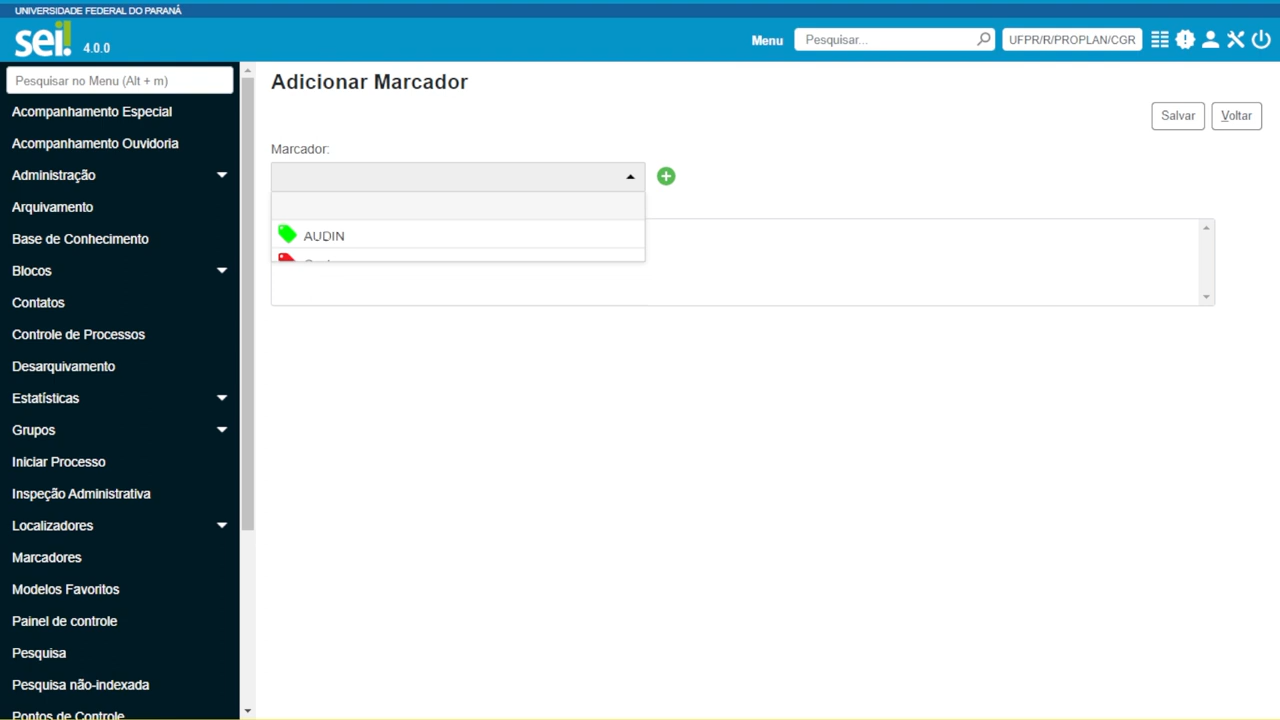 UNIVERSIDADE FEDERAL DO PARANÁ
sei! 4.0.0
Menu
Pesquisar...
UFPR/R/PROPLAN/CGR
Pesquisar no Menu (Alt + m)
Acompanhamento Especial
Acompanhamento Ouvidoria
Administração
Arquivamento
Base de Conhecimento
Blocos
Contatos
Controle de Processos
Desarquivamento
Estatísticas
Grupos
Iniciar Processo
Inspeção Administrativa
Localizadores
Marcadores
Modelos Favoritos
Painel de controle
Pesquisa
Pesquisa não-indexada
Pontos de Controle
Adicionar Marcador
Salvar
Voltar
Marcador:
AUDIN